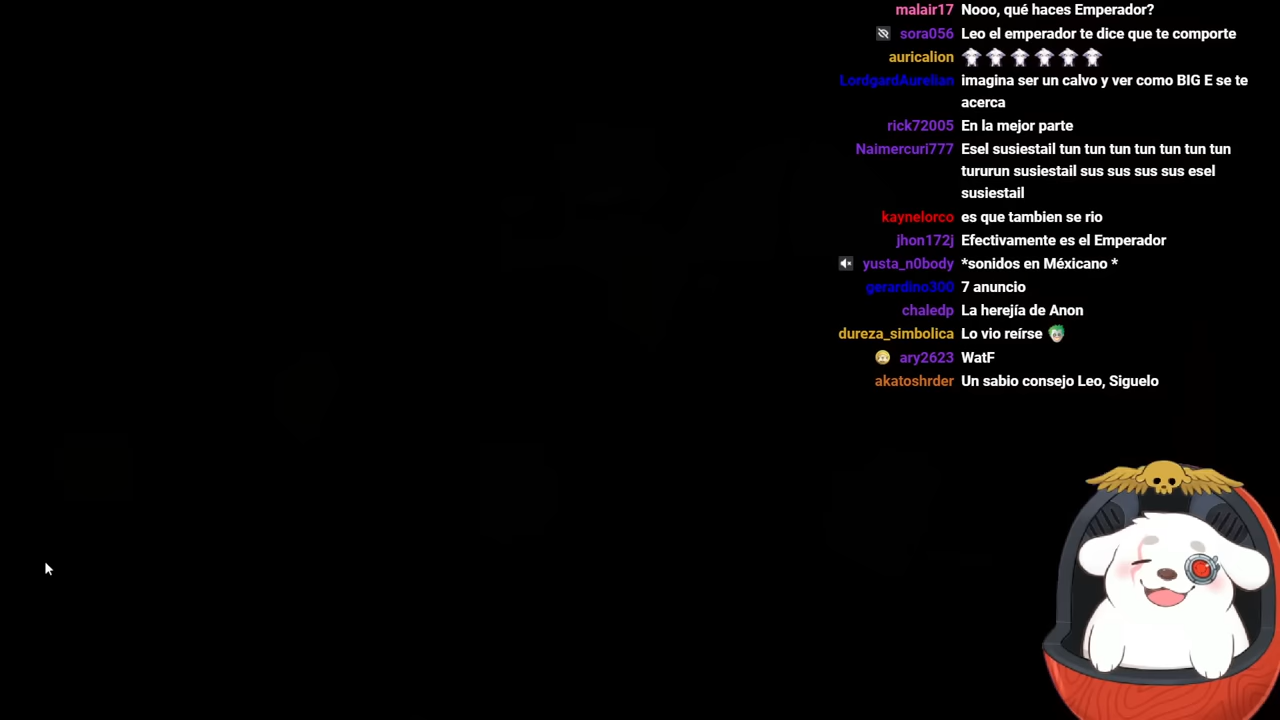 malair17 Nooo, qué haces Emperador?
sora056 Leo el emperador te dice que te comporte
auricalion
LordgardAurelian imagina ser un calvo y ver como BIG E se te
acerca
rick72005 En la mejor parte
Naimercuri777 Esel susiestail tun tun tun tun tun tun tun
tururun susiestail sus sus sus sus esel
susiestail
kaynelorco es que tambien se rio
jhon172j Efectivamente es el Emperador
yusta_n0body *sonidos en Méxicano *
gerardino300 7 anuncio
chaledp La herejía de Anon
dureza_simbolica Lo vio reírse
ary2623 WatF
akatoshrder Un sabio consejo Leo, Siguelo